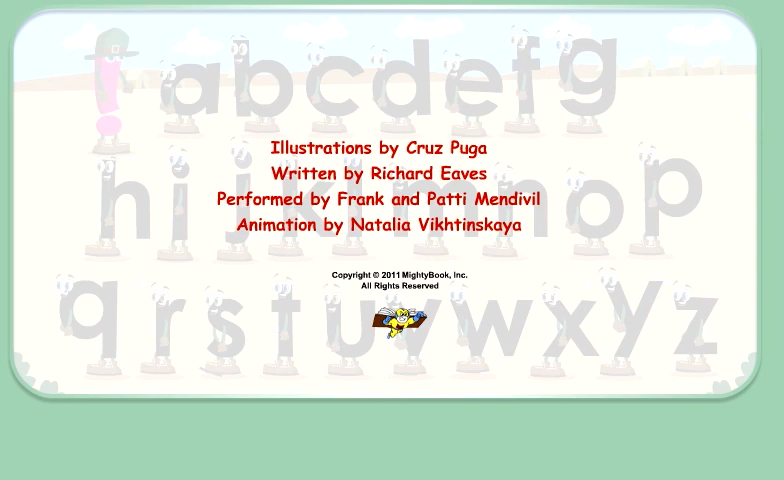 a b c d e f g
h i j k l m n o p
q r s t u v w x y z
Illustrations by Cruz Puga
Written by Richard Eaves
Performed by Frank and Patti Mendivil
Animation by Natalia Vikhtinskaya
Copyright © 2011 MightyBook, Inc.
All Rights Reserved